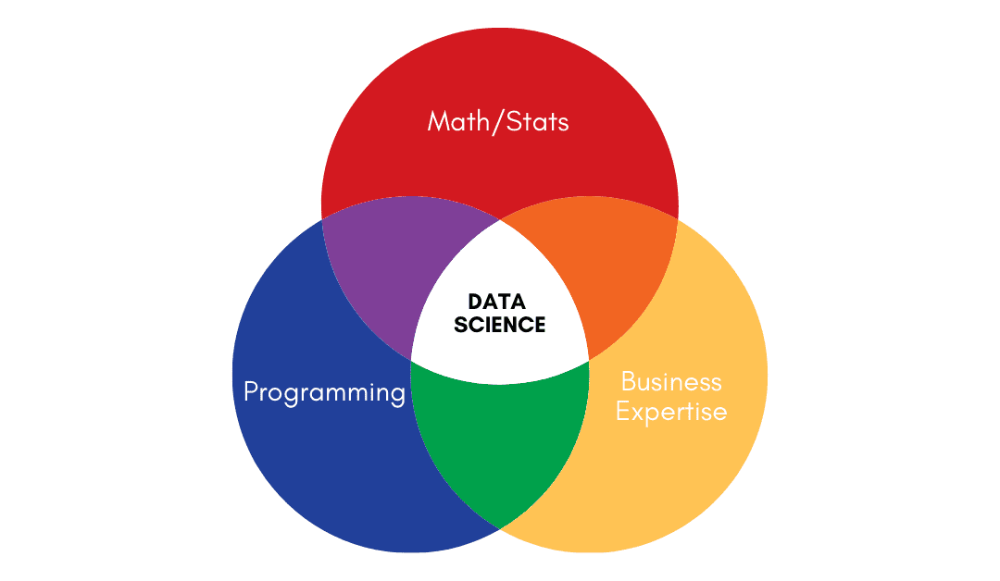 Math/Stats
DATA
SCIENCE
Programming
Business
Expertise